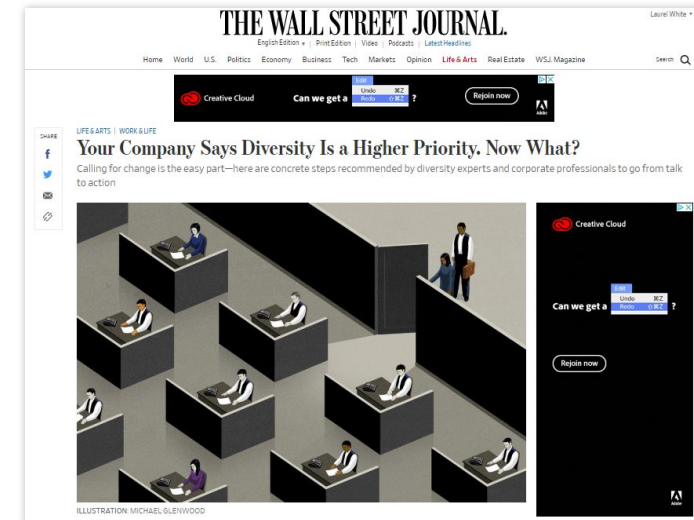 THE WALL STREET JOURNAL.
Laurel White
English Edition | Print Edition | Video | Podcasts | Latest Headlines
Home World U.S. Politics Economy Business Tech Markets Opinion Life & Arts Real Estate WSJ. Magazine Search
Creative Cloud
Can we get a
Edit
Undo ⌘Z
Redo ⇧⌘Z
?
Rejoin now
Adobe
SHARE
LIFE & ARTS | WORK & LIFE
Your Company Says Diversity Is a Higher Priority. Now What?
Calling for change is the easy part—here are concrete steps recommended by diversity experts and corporate professionals to go from talk
to action
Creative Cloud
Can we get a
Edit
Undo ⌘Z
Redo ⇧⌘Z
?
Rejoin now
Adobe
ILLUSTRATION: MICHAEL GLENWOOD